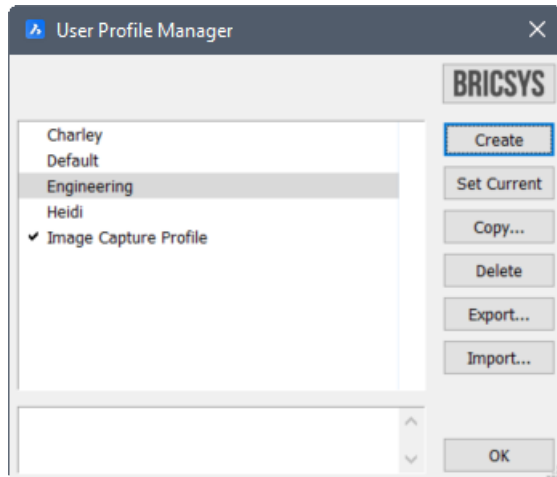 User Profile Manager
BRICSYS
Charley
Default
Engineering
Heidi
✔ Image Capture Profile
Create
Set Current
Copy...
Delete
Export...
Import...
OK